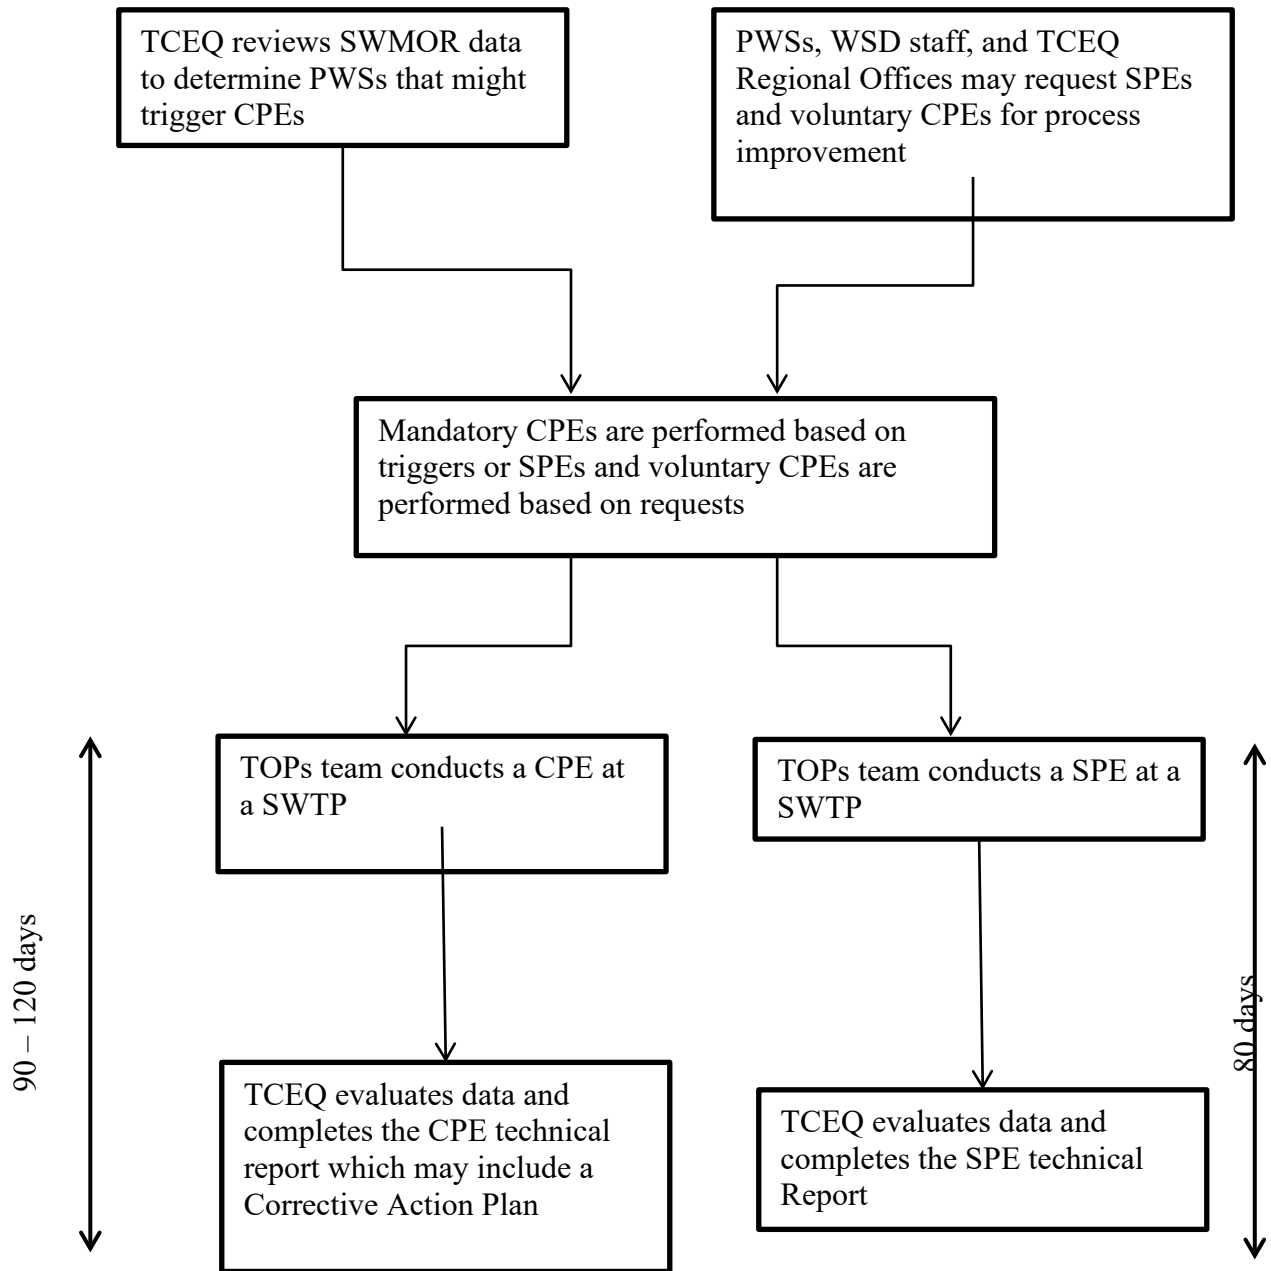 TCEQ reviews SWMOR data
to determine PWSs that might
trigger CPEs
PWSs, WSD staff, and TCEQ
Regional Offices may request SPEs
and voluntary CPEs for process
improvement
Mandatory CPEs are performed based on
triggers or SPEs and voluntary CPEs are
performed based on requests
TOPs team conducts a CPE at
a SWTP
TOPs team conducts a SPE at a
SWTP
90 – 120 days
80 days
TCEQ evaluates data and
completes the CPE technical
report which may include a
Corrective Action Plan
TCEQ evaluates data and
completes the SPE technical
Report